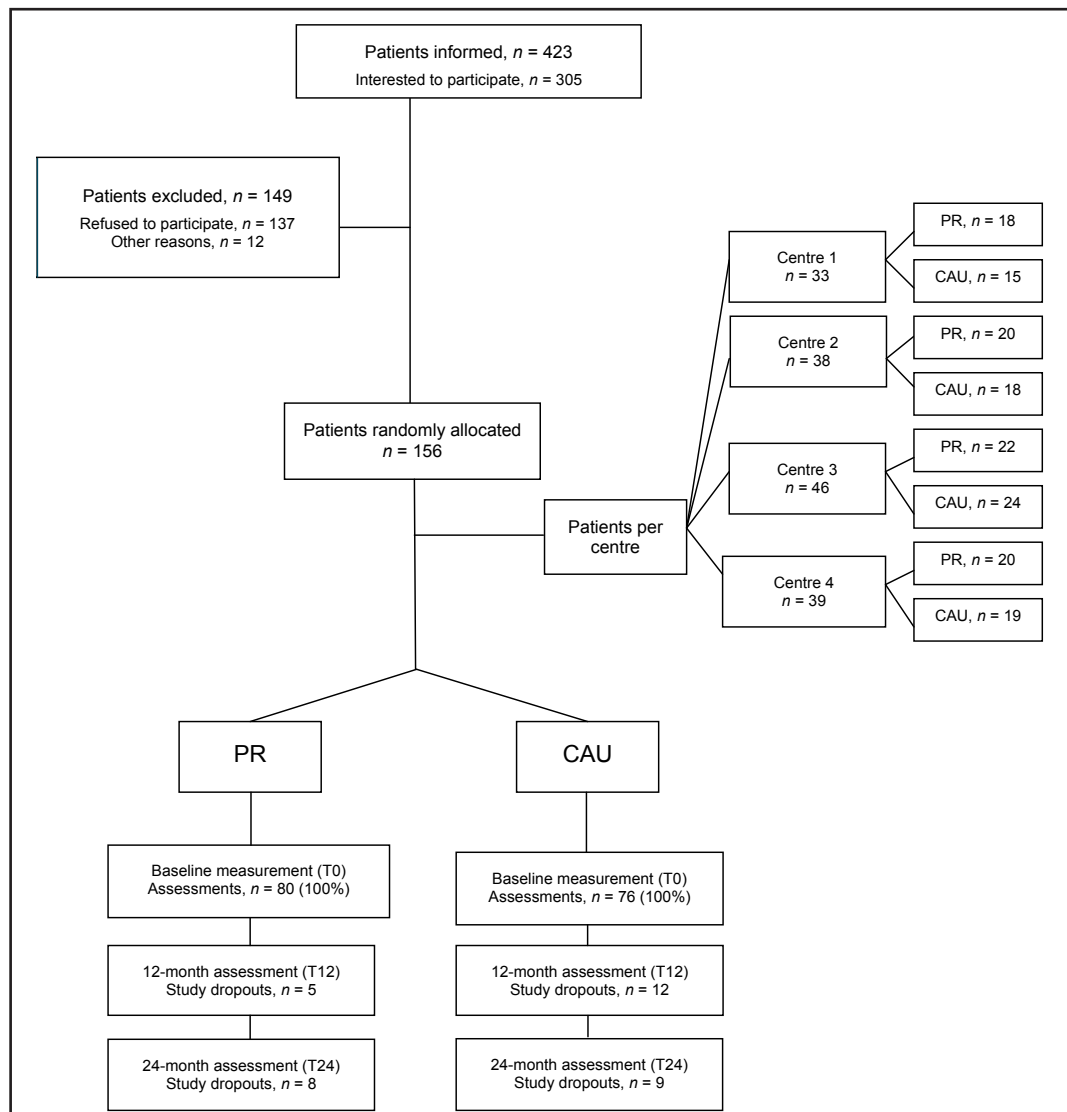 Patients informed, n = 423
Interested to participate, n = 305
Patients excluded, n = 149
Refused to participate, n = 137
Other reasons, n = 12
Patients randomly allocated
n = 156
Patients per
centre
Centre 1
n = 33
PR, n = 18
CAU, n = 15
Centre 2
n = 38
PR, n = 20
CAU, n = 18
Centre 3
n = 46
PR, n = 22
CAU, n = 24
Centre 4
n = 39
PR, n = 20
CAU, n = 19
PR
Baseline measurement (T0)
Assessments, n = 80 (100%)
12-month assessment (T12)
Study dropouts, n = 5
24-month assessment (T24)
Study dropouts, n = 8
CAU
Baseline measurement (T0)
Assessments, n = 76 (100%)
12-month assessment (T12)
Study dropouts, n = 12
24-month assessment (T24)
Study dropouts, n = 9